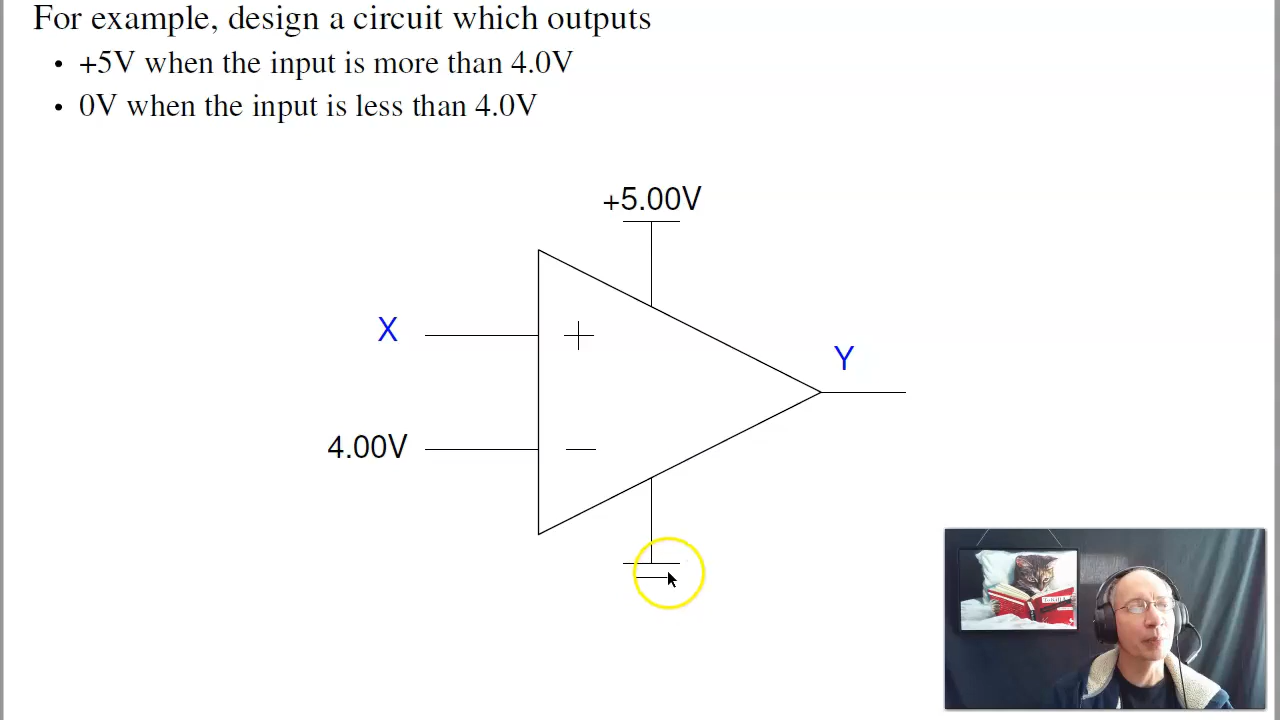 For example, design a circuit which outputs
• +5V when the input is more than 4.0V
• 0V when the input is less than 4.0V
+5.00V
X
+
Y
4.00V
−